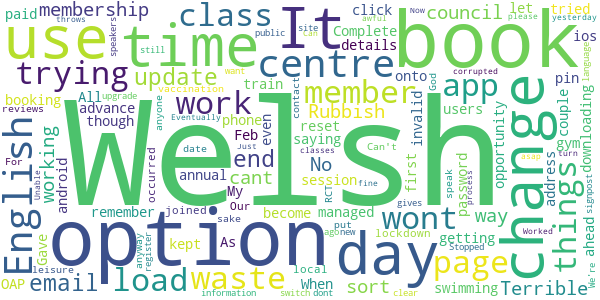 throws speakers Now yesterday
paid membership class It council let tried ios
site Can public awful please use time book click Complete details
still vaccination God
trying centre onto pin
All update want train corrupted
booking reviews advance work member app users couple
though anyone phone contact Feb saying reset invalid language
English working Eventually upgrade Welsh even change things downloading
For date end No first password opportunity gym
Unable android occurred annual cant session classes address
remember joined My Just Can't fine asap turn
option day wont way process
OAP Gave As Our RCT become managed speak getting ahead signpost
email load kept waste When page sort Terrible
leisure register anyway ago put new lockdown Worked We're
information switch dont local gives Stopped clear swimming
Rubbish sake